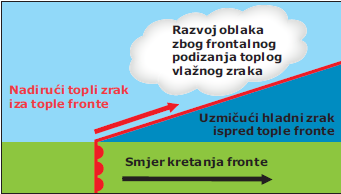 Razvoj oblaka
zbog frontalnog
podizanja toplog
vlažnog zraka
Nadirući topli zrak
iza tople fronte
Uzmičući hladni zrak
ispred tople fronte
Smjer kretanja fronte